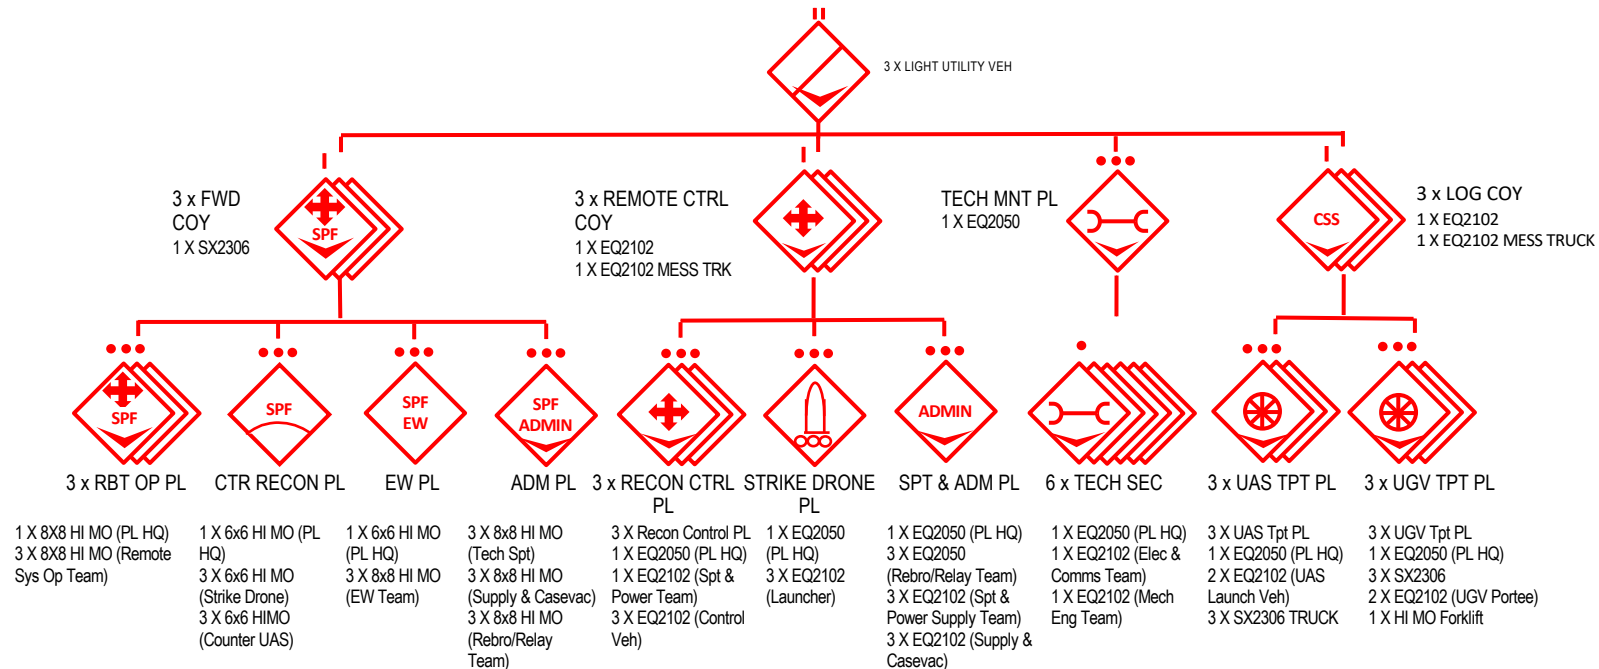 3 X LIGHT UTILITY VEH
3 x FWD
COY
1 X SX2306
SPF
3 x REMOTE CTRL
COY
1 X EQ2102
1 X EQ2102 MESS TRK
TECH MNT PL
1 X EQ2050
CSS
3 x LOG COY
1 X EQ2102
1 X EQ2102 MESS TRUCK
SPF
3 x RBT OP PL
1 X 8X8 HI MO (PL HQ)
3 X 8X8 HI MO (Remote
Sys Op Team)
SPF
CTR RECON PL
1 X 6x6 HI MO (PL
HQ)
3 X 6x6 HI MO
(Strike Drone)
3 X 6x6 HIMO
(Counter UAS)
SPF
EW
EW PL
1 X 6x6 HI MO
(PL HQ)
3 X 8x8 HI MO
(EW Team)
SPF
ADMIN
ADM PL
3 X 8x8 HI MO
(Tech Spt)
3 X 8x8 HI MO
(Supply & Casevac)
3 X 8x8 HI MO
(Rebro/Relay
Team)
3 x RECON CTRL
PL
3 X Recon Control PL
1 X EQ2050 (PL HQ)
1 X EQ2102 (Spt &
Power Team)
3 X EQ2102 (Control
Veh)
STRIKE DRONE
PL
1 X EQ2050
(PL HQ)
3 X EQ2102
(Launcher)
ADMIN
SPT & ADM PL
1 X EQ2050 (PL HQ)
3 X EQ2050
(Rebro/Relay Team)
3 X EQ2102 (Spt &
Power Supply Team)
3 X EQ2102 (Supply &
Casevac)
6 x TECH SEC
1 X EQ2050 (PL HQ)
1 X EQ2102 (Elec &
Comms Team)
1 X EQ2102 (Mech
Eng Team)
3 x UAS TPT PL
3 X UAS Tpt PL
1 X EQ2050 (PL HQ)
2 X EQ2102 (UAS
Launch Veh)
3 X SX2306 TRUCK
3 x UGV TPT PL
3 X UGV Tpt PL
1 X EQ2050 (PL HQ)
3 X SX2306
2 X EQ2102 (UGV Portee)
1 X HI MO Forklift